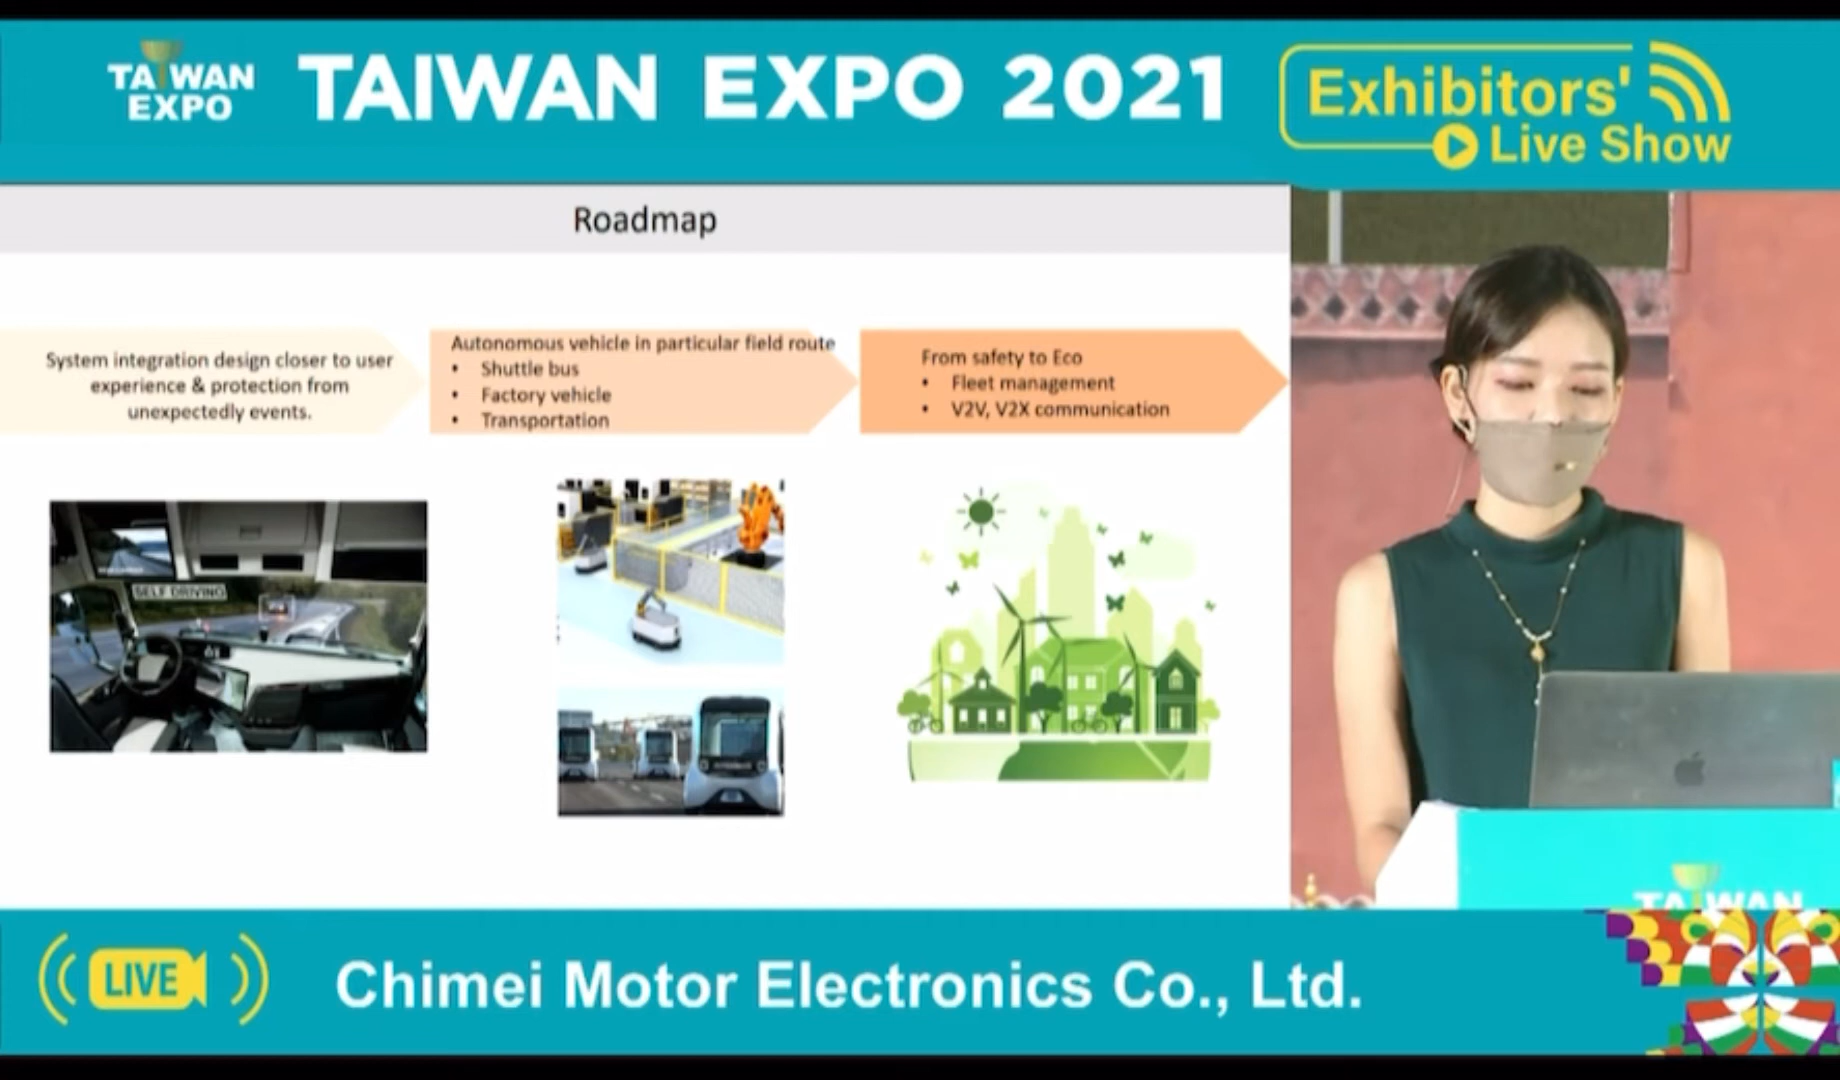 TAIWAN
EXPO
TAIWAN EXPO 2021
Exhibitors'
Live Show
Roadmap
System integration design closer to user
experience & protection from
unexpectedly events.
Autonomous vehicle in particular field route
• Shuttle bus
• Factory vehicle
• Transportation
From safety to Eco
• Fleet management
• V2V, V2X communication
SELF DRIVING
TAIWAN
LIVE
Chimei Motor Electronics Co., Ltd.